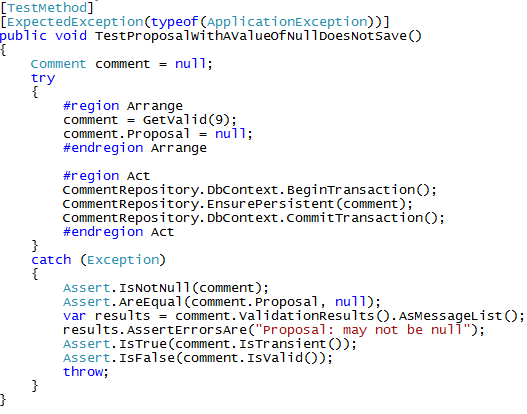 [TestMethod]
[ExpectedException(typeof(ApplicationException))]
public void TestProposalWithAValueOfNullDoesNotSave()
{
    Comment comment = null;
    try
    {
        #region Arrange
        comment = GetValid(9);
        comment.Proposal = null;
        #endregion Arrange

        #region Act
        CommentRepository.DbContext.BeginTransaction();
        CommentRepository.EnsurePersistent(comment);
        CommentRepository.DbContext.CommitTransaction();
        #endregion Act
    }
    catch (Exception)
    {
        Assert.IsNotNull(comment);
        Assert.AreEqual(comment.Proposal, null);
        var results = comment.ValidationResults().AsMessageList();
        results.AssertErrorsAre("Proposal: may not be null");
        Assert.IsTrue(comment.IsTransient());
        Assert.IsFalse(comment.IsValid());
        throw;
    }
}